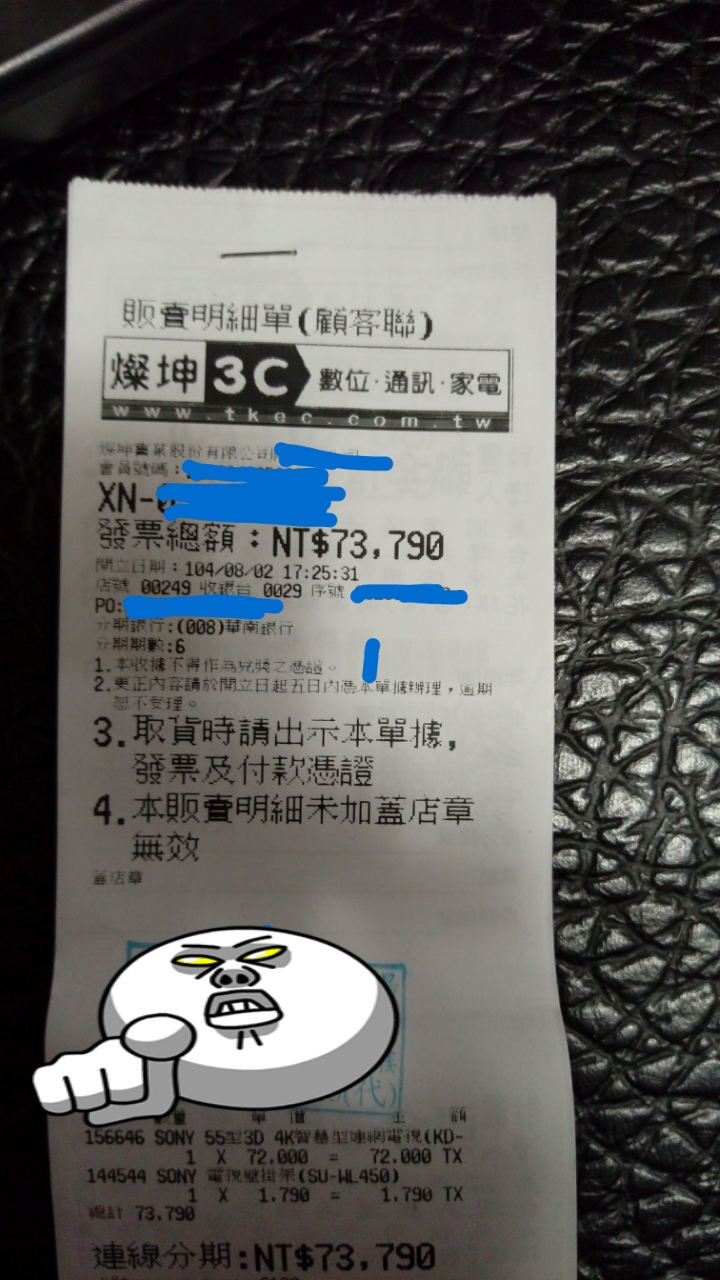 販賣明細單(顧客聯)
燦坤 3C 數位·通訊·家電
www.tkec.com.tw
燦坤實業股份有限公司
會員號碼:
XN-
發票總額:NT$73,790
開立日期:104/08/02 17:25:31
店號 00249 收銀台 0029 序號
PO:
分期銀行:(008)華南銀行
分期期數:6
1.本收據不得作為兌獎之憑證。
2.更正內容請於開立日起五日內憑本單據辦理,逾期
恕不受理。
3.取貨時請出示本單據,
發票及付款憑證
4.本販賣明細未加蓋店章
無效
蓋店章
(代)
156646 SONY 55型3D 4K智慧型連網電視(KD-
1 X 72.000 = 72.000 TX
144544 SONY 電視壁掛架(SU-WL450)
1 X 1.790 = 1.790 TX
總計 73.790
連線分期:NT$73,790